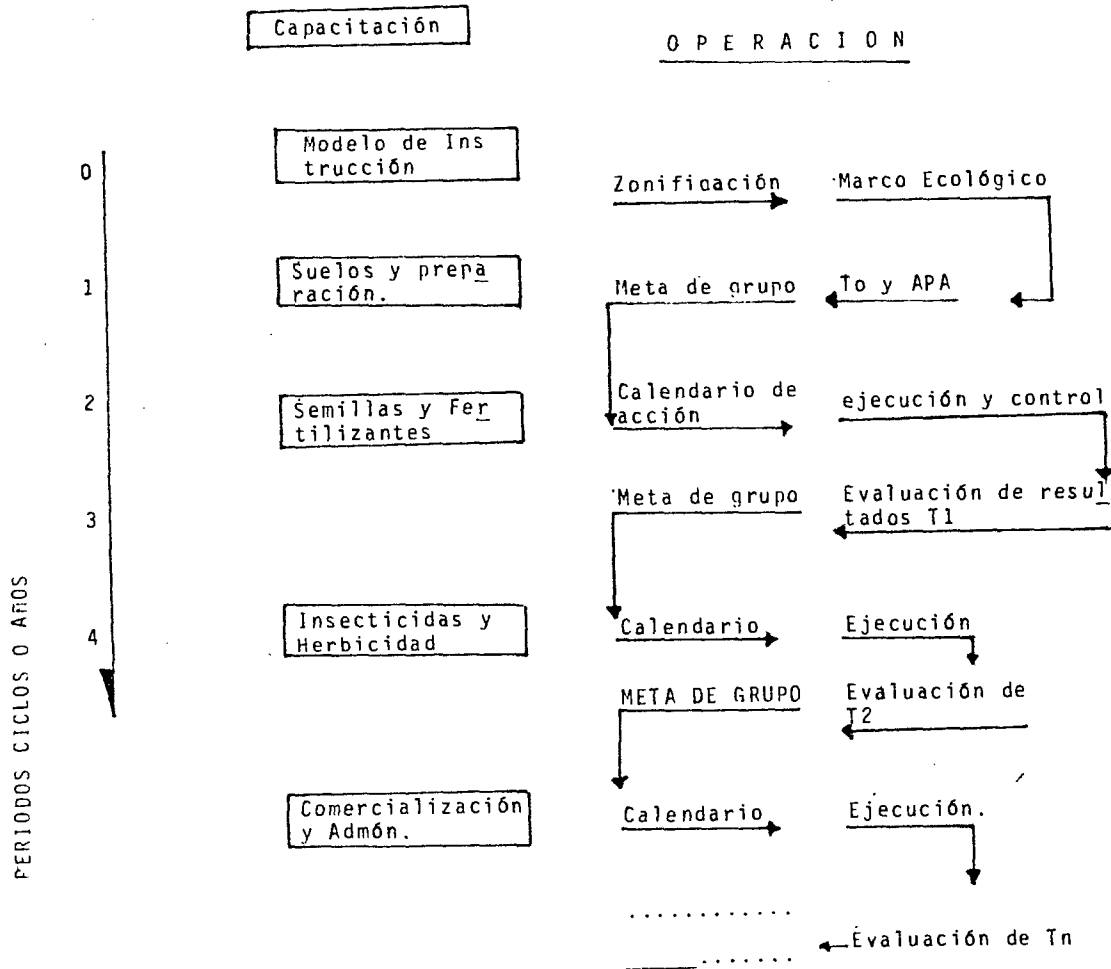 Capacitación
OPERACION
Modelo de Ins
trucción
0
Zonificación
Marco Ecológico
Suelos y prepa
ración.
1
Meta de grupo
To y APA
2
Semillas y Fer
tilizantes
Calendario de
acción
ejecución y control
Meta de grupo
Evaluación de resul
tados T1
3
Insecticidas y
Herbicidad
4
Calendario
Ejecución
META DE GRUPO
Evaluación de
T2
PERIODOS CICLOS O AÑOS
Comercialización
y Admón.
Calendario
Ejecución.
............
Evaluación de Tn
.......